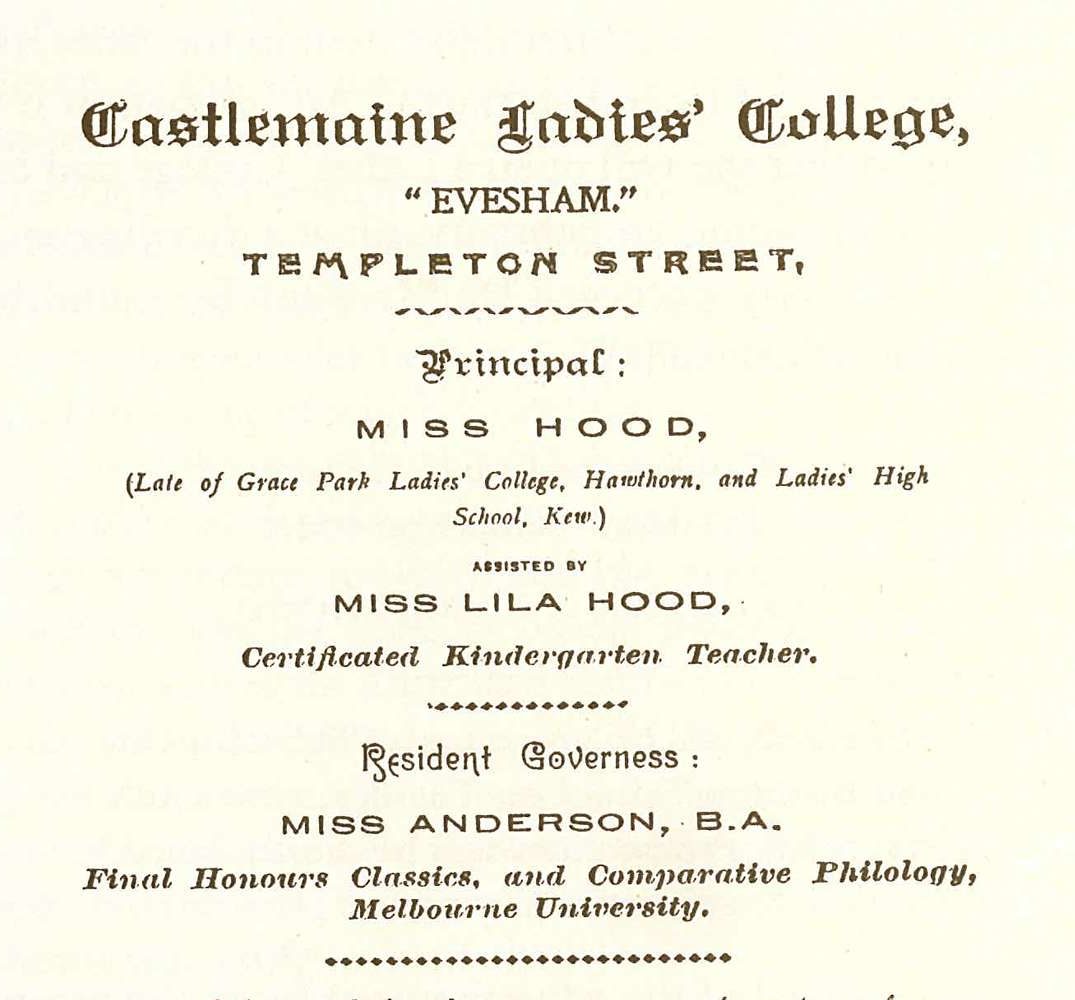 Castlemaine Ladies' College,
“EVESHAM.”
TEMPLETON STREET,
Principal:
MISS HOOD,
(Late of Grace Park Ladies' College, Hawthorn, and Ladies' High
School, Kew.)
ASSISTED BY
MISS LILA HOOD,
Certificated Kindergarten Teacher.
Resident Governess:
MISS ANDERSON, B.A.
Final Honours Classics, and Comparative Philology,
Melbourne University.